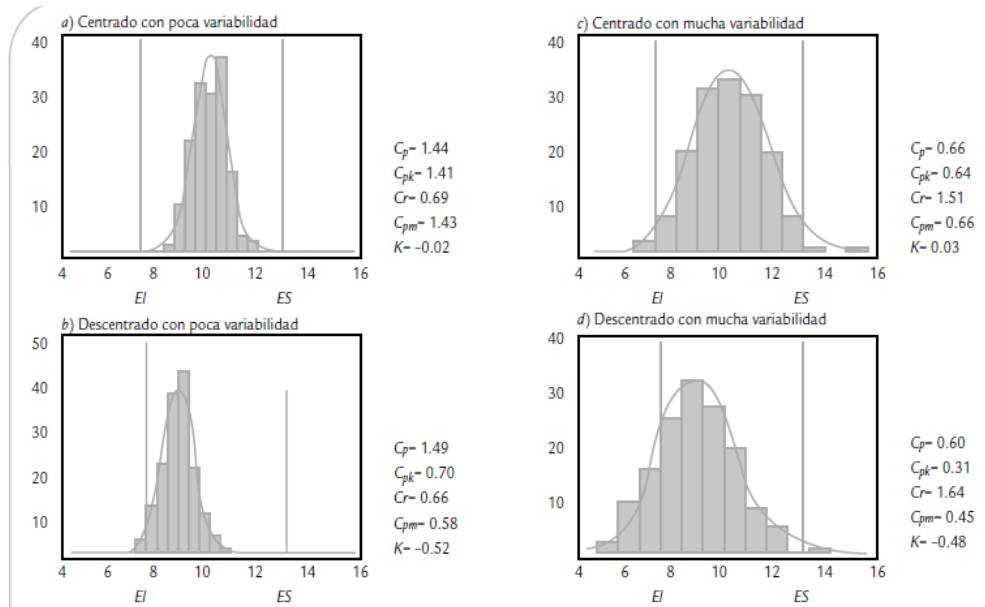 a) Centrado con poca variabilidad
40
30
20
10
4 6 8 10 12 14 16
EI ES
Cp= 1.44
Cpk= 1.41
Cr= 0.69
Cpm= 1.43
K= –0.02
c) Centrado con mucha variabilidad
40
30
20
10
4 6 8 10 12 14 16
EI ES
Cp= 0.66
Cpk= 0.64
Cr= 1.51
Cpm= 0.66
K= 0.03
b) Descentrado con poca variabilidad
50
40
30
20
10
4 6 8 10 12 14 16
EI ES
Cp= 1.49
Cpk= 0.70
Cr= 0.66
Cpm= 0.58
K= –0.52
d) Descentrado con mucha variabilidad
40
30
20
10
4 6 8 10 12 14 16
EI ES
Cp= 0.60
Cpk= 0.31
Cr= 1.64
Cpm= 0.45
K= –0.48